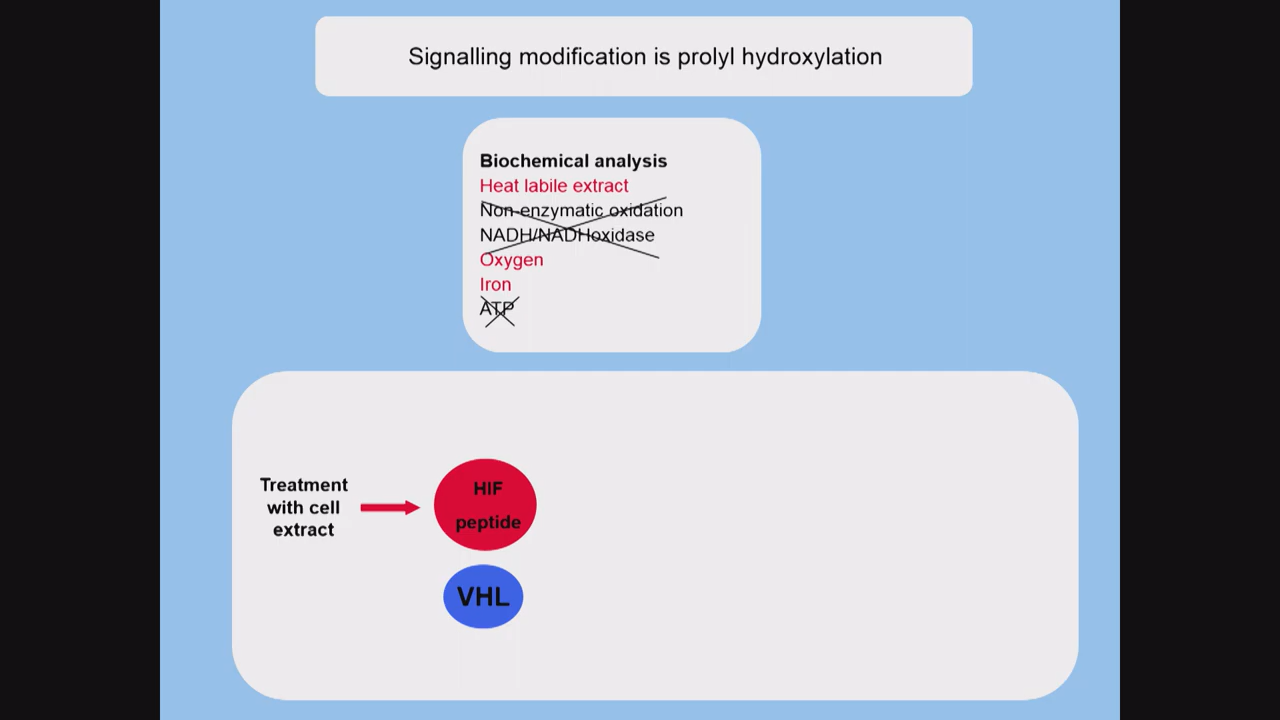 Signalling modification is prolyl hydroxylation
Biochemical analysis
Heat labile extract
Non-enzymatic oxidation
NADH/NADHoxidase
Oxygen
Iron
ATP
Treatment
with cell
extract
HIF
peptide
VHL